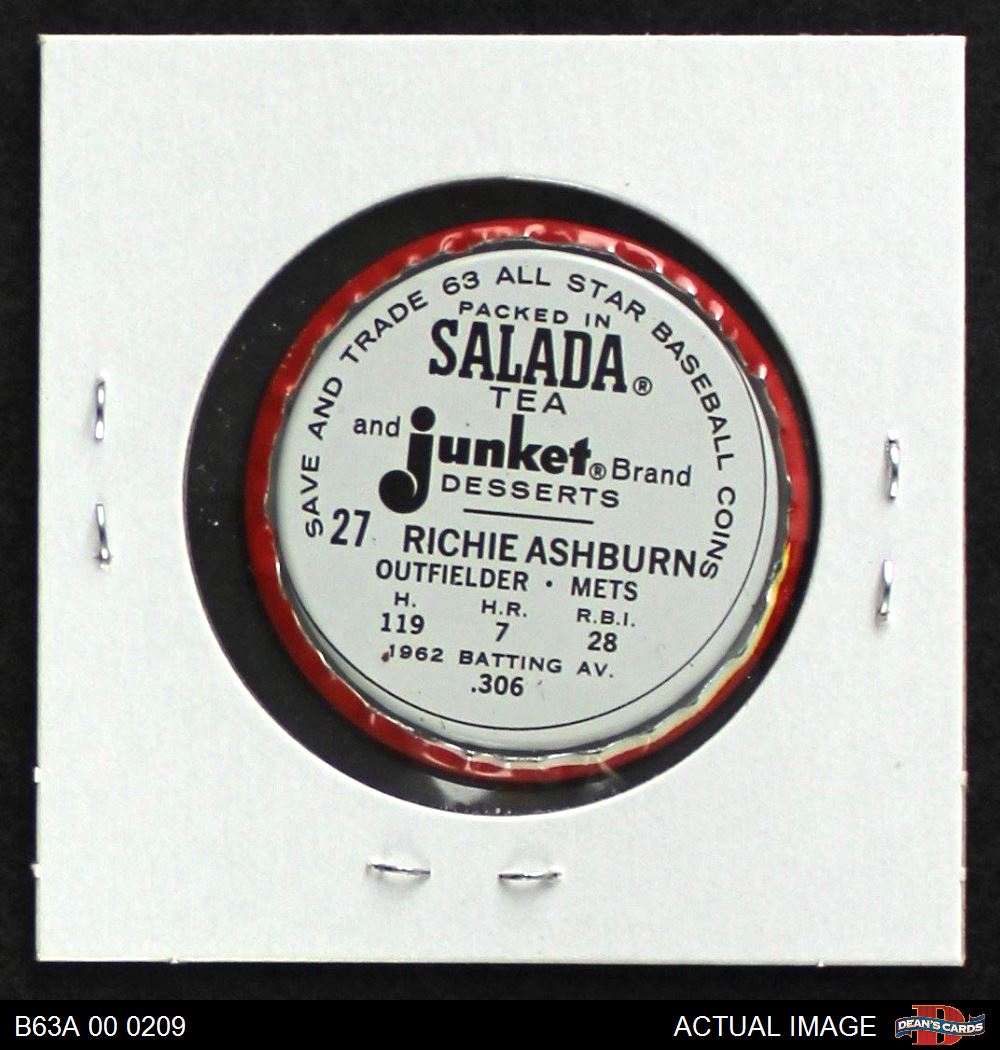 SAVE AND TRADE 63 ALL STAR BASEBALL COINS
PACKED IN
SALADA®
TEA
and junket® Brand
DESSERTS
27 RICHIE ASHBURN
OUTFIELDER · METS
H. H.R. R.B.I.
119 7 28
1962 BATTING AV.
.306
B63A 00 0209
ACTUAL IMAGE
D
DEAN'S CARDS